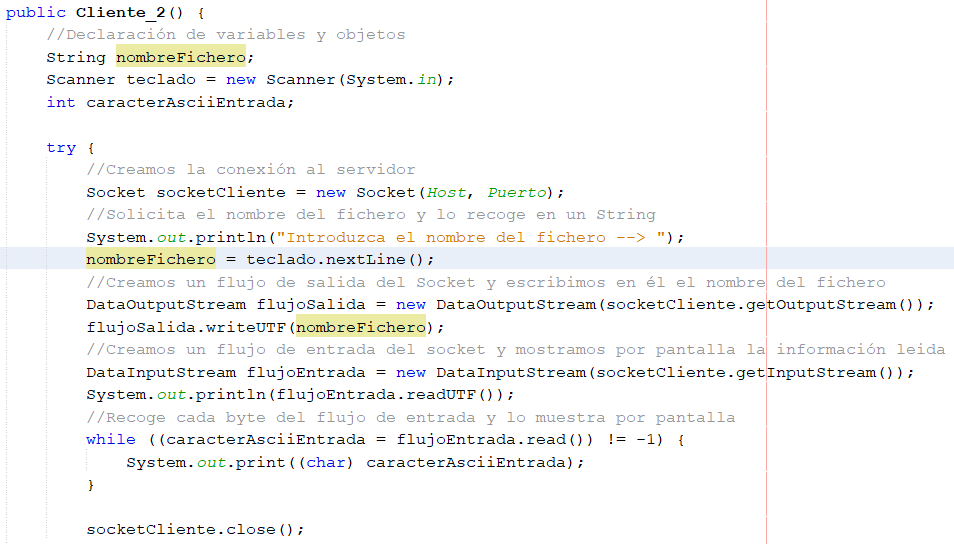 public Cliente_2() {
//Declaración de variables y objetos
String nombreFichero;
Scanner teclado = new Scanner(System.in);
int caracterAsciiEntrada;
try {
//Creamos la conexión al servidor
Socket socketCliente = new Socket(Host, Puerto);
//Solicita el nombre del fichero y lo recoge en un String
System.out.println("Introduzca el nombre del fichero --> ");
nombreFichero = teclado.nextLine();
//Creamos un flujo de salida del Socket y escribimos en él el nombre del fichero
DataOutputStream flujoSalida = new DataOutputStream(socketCliente.getOutputStream());
flujoSalida.writeUTF(nombreFichero);
//Creamos un flujo de entrada del socket y mostramos por pantalla la información leida
DataInputStream flujoEntrada = new DataInputStream(socketCliente.getInputStream());
System.out.println(flujoEntrada.readUTF());
//Recoge cada byte del flujo de entrada y lo muestra por pantalla
while ((caracterAsciiEntrada = flujoEntrada.read()) != -1) {
System.out.print((char) caracterAsciiEntrada);
}
socketCliente.close();